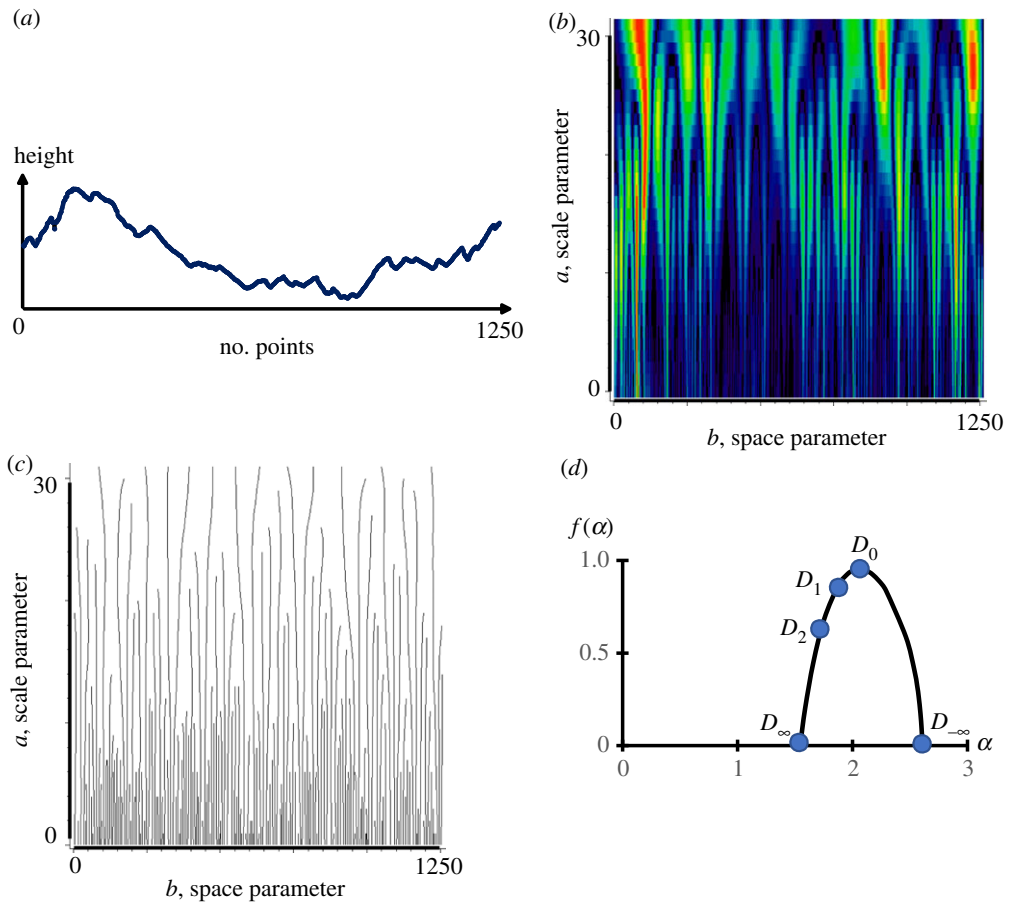 (a)
height
0
1250
no. points
(b)
30
a, scale parameter
0
0
1250
b, space parameter
(c)
30
a, scale parameter
0
0
1250
b, space parameter
(d)
f(α)
1.0
D₀
D₁
D₂
0.5
D∞
D−∞
0
α
0
1
2
3